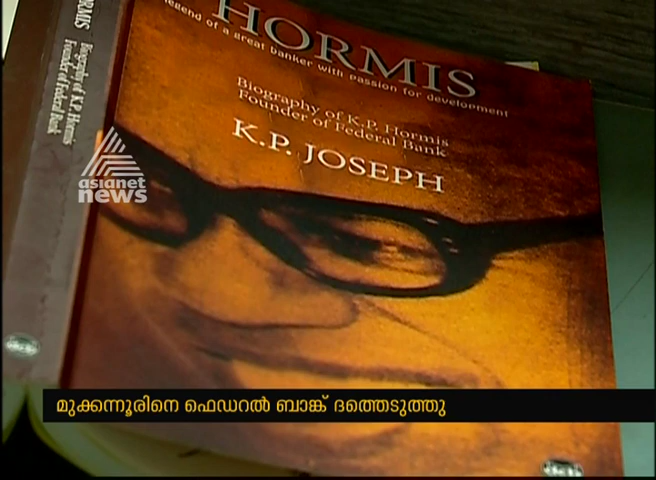 HORMIS
legend of a great banker with passion for development
Biography of K.P. Hormis
Founder of Federal Bank
K.P. JOSEPH
HORMIS
Biography of K.P. Hormis
Founder of Federal Bank
asianet
news
മുക്കന്നൂരിനെ ഫെഡറൽ ബാങ്ക് ദത്തെടുത്തു